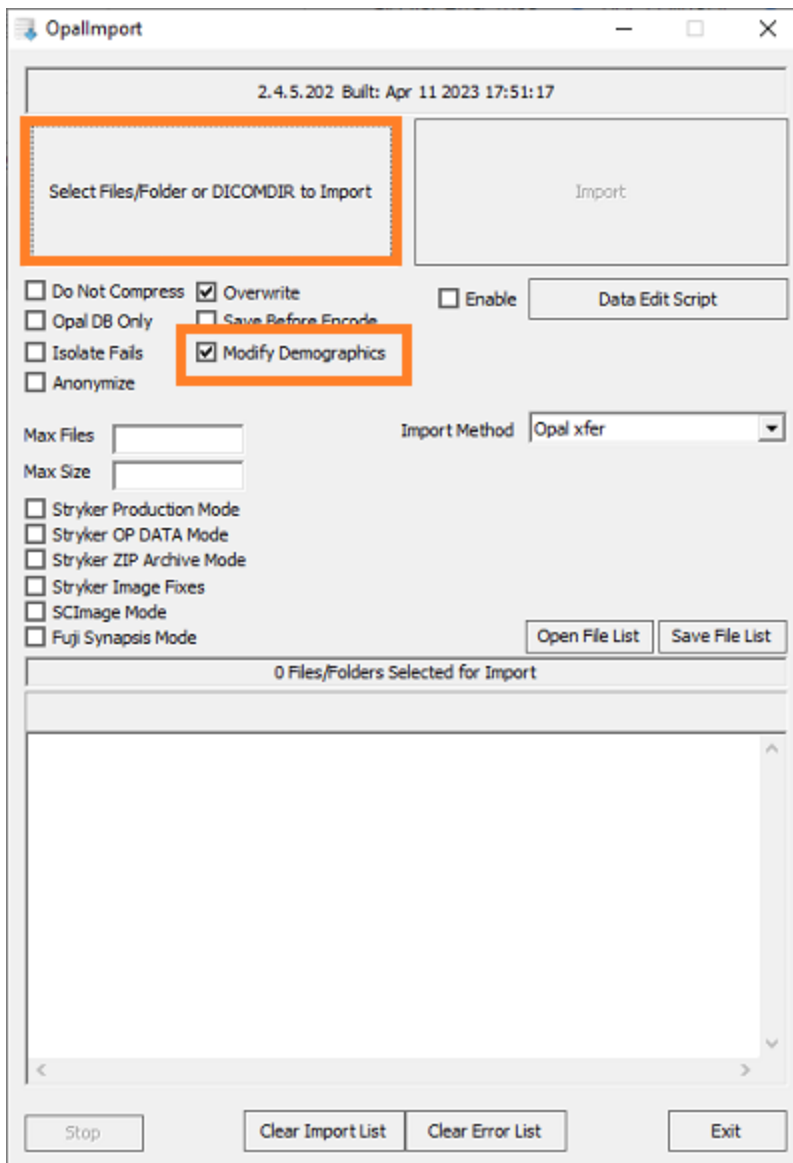 OpalImport
2.4.5.202 Built: Apr 11 2023 17:51:17
Select Files/Folder or DICOMDIR to Import
Import
Do Not Compress
Overwrite
Enable
Data Edit Script
Opal DB Only
Save Before Encode
Isolate Fails
Modify Demographics
Anonymize
Max Files
Import Method
Opal xfer
Max Size
Stryker Production Mode
Stryker OP DATA Mode
Stryker ZIP Archive Mode
Stryker Image Fixes
SCImage Mode
Fuji Synapsis Mode
Open File List
Save File List
0 Files/Folders Selected for Import
Stop
Clear Import List
Clear Error List
Exit